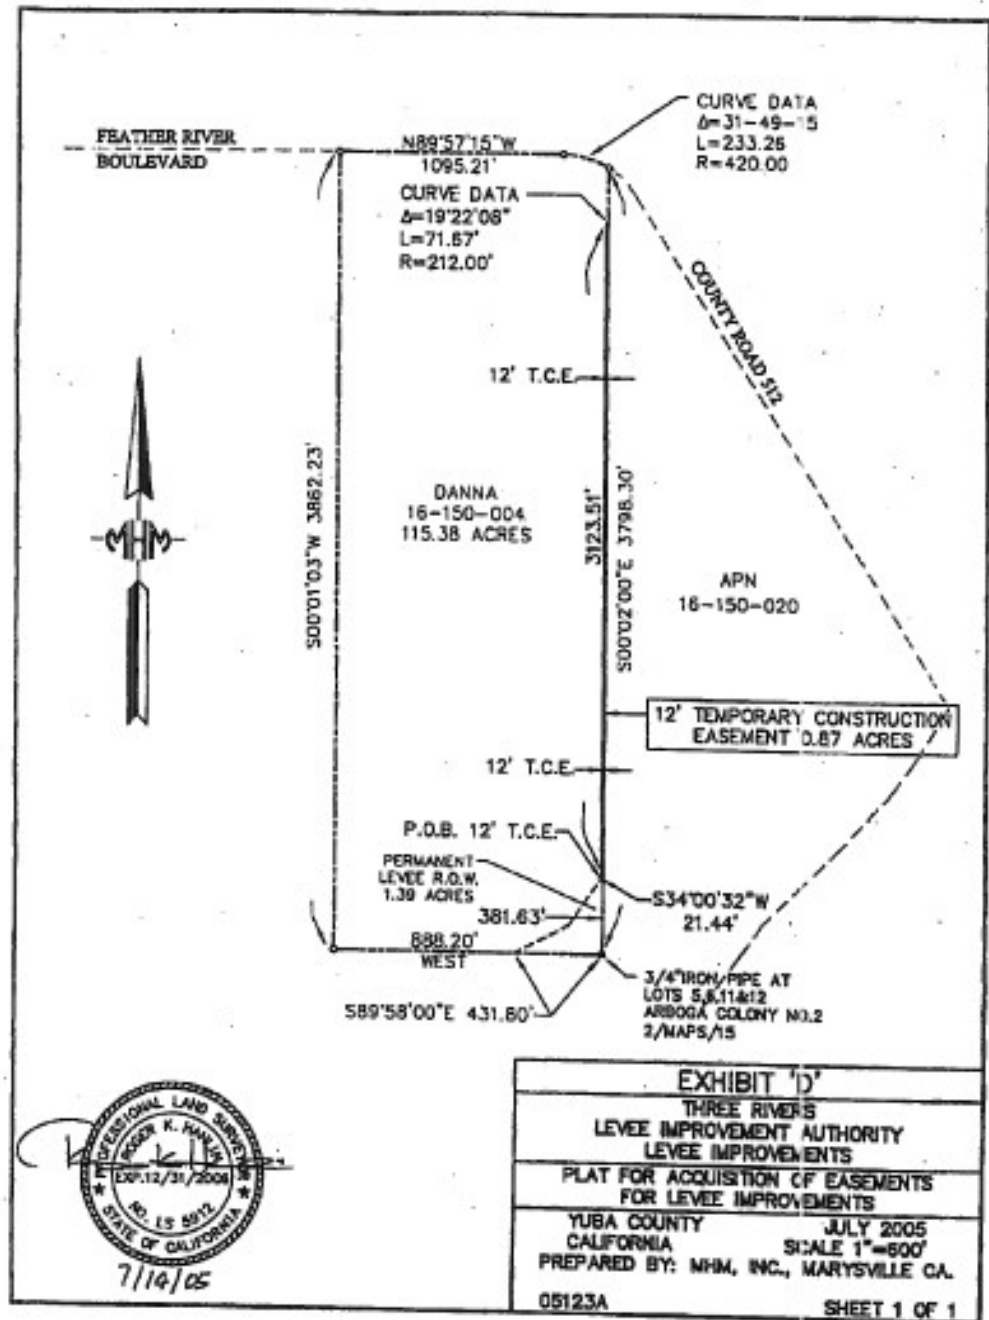 CURVE DATA
Δ=31-49-15
L=233.26
R=420.00
FEATHER RIVER
BOULEVARD
N89°57'15"W
1095.21'
CURVE DATA
Δ=19°22'08"
L=71.67'
R=212.00'
COUNTY ROAD 512
12' T.C.E.
S00°01'03"W 3862.23'
DANNA
16-150-004
115.38 ACRES
3123.51'
S00°02'00"E 3798.30'
MHM
APN
16-150-020
12' TEMPORARY CONSTRUCTION
EASEMENT 0.87 ACRES
12' T.C.E.
P.O.B. 12' T.C.E.
PERMANENT
LEVEE R.O.W.
1.39 ACRES
S34°00'32"W
21.44'
381.63'
888.20'
WEST
S89°58'00"E 431.80'
3/4"IRON PIPE AT
LOTS 5,6,11&12
ARBOGA COLONY NO.2
2/MAPS/15
EXHIBIT 'D'
THREE RIVERS
LEVEE IMPROVEMENT AUTHORITY
LEVEE IMPROVEMENTS
PLAT FOR ACQUISITION OF EASEMENTS
FOR LEVEE IMPROVEMENTS
YUBA COUNTY JULY 2005
CALIFORNIA SCALE 1"=600'
PREPARED BY: MHM, INC., MARYSVILLE CA.
05123A SHEET 1 OF 1
PROFESSIONAL LAND SURVEYOR
ROGER K. HANLIN
EXP.12/31/2006
NO. LS 5912
STATE OF CALIFORNIA
7/14/05